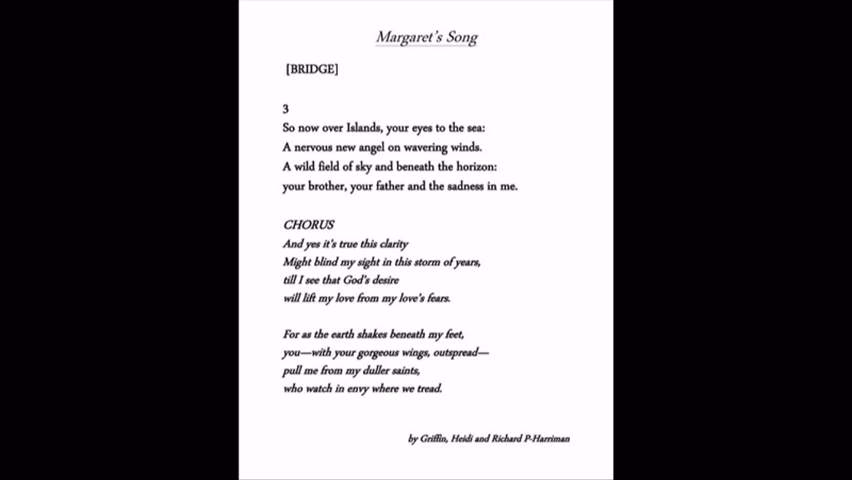 Margaret's Song
[BRIDGE]
3
So now over Islands, your eyes to the sea:
A nervous new angel on wavering winds.
A wild field of sky and beneath the horizon:
your brother, your father and the sadness in me.
CHORUS
And yes it's true this clarity
Might blind my sight in this storm of years,
till I see that God's desire
will lift my love from my love's fears.
For as the earth shakes beneath my feet,
you—with your gorgeous wings, outspread—
pull me from my duller saints,
who watch in envy where we tread.
by Griffin, Heidi and Richard P-Harriman